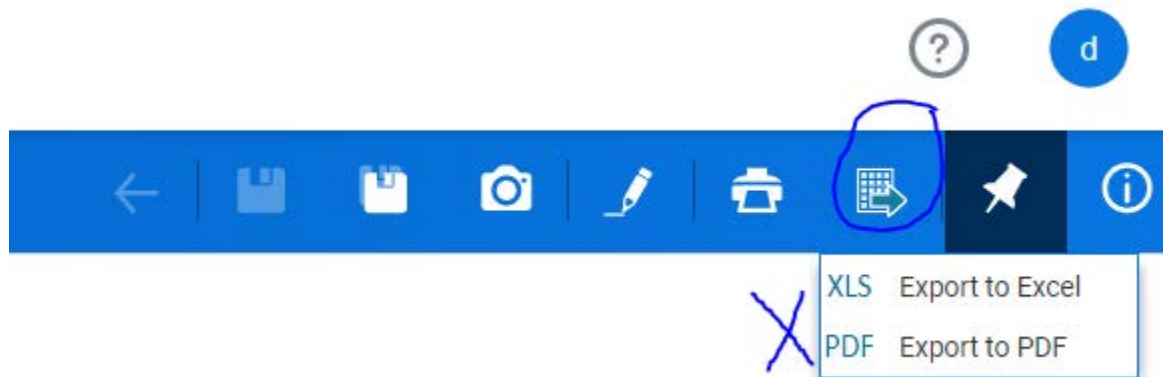 ?
d
XLS Export to Excel
PDF Export to PDF